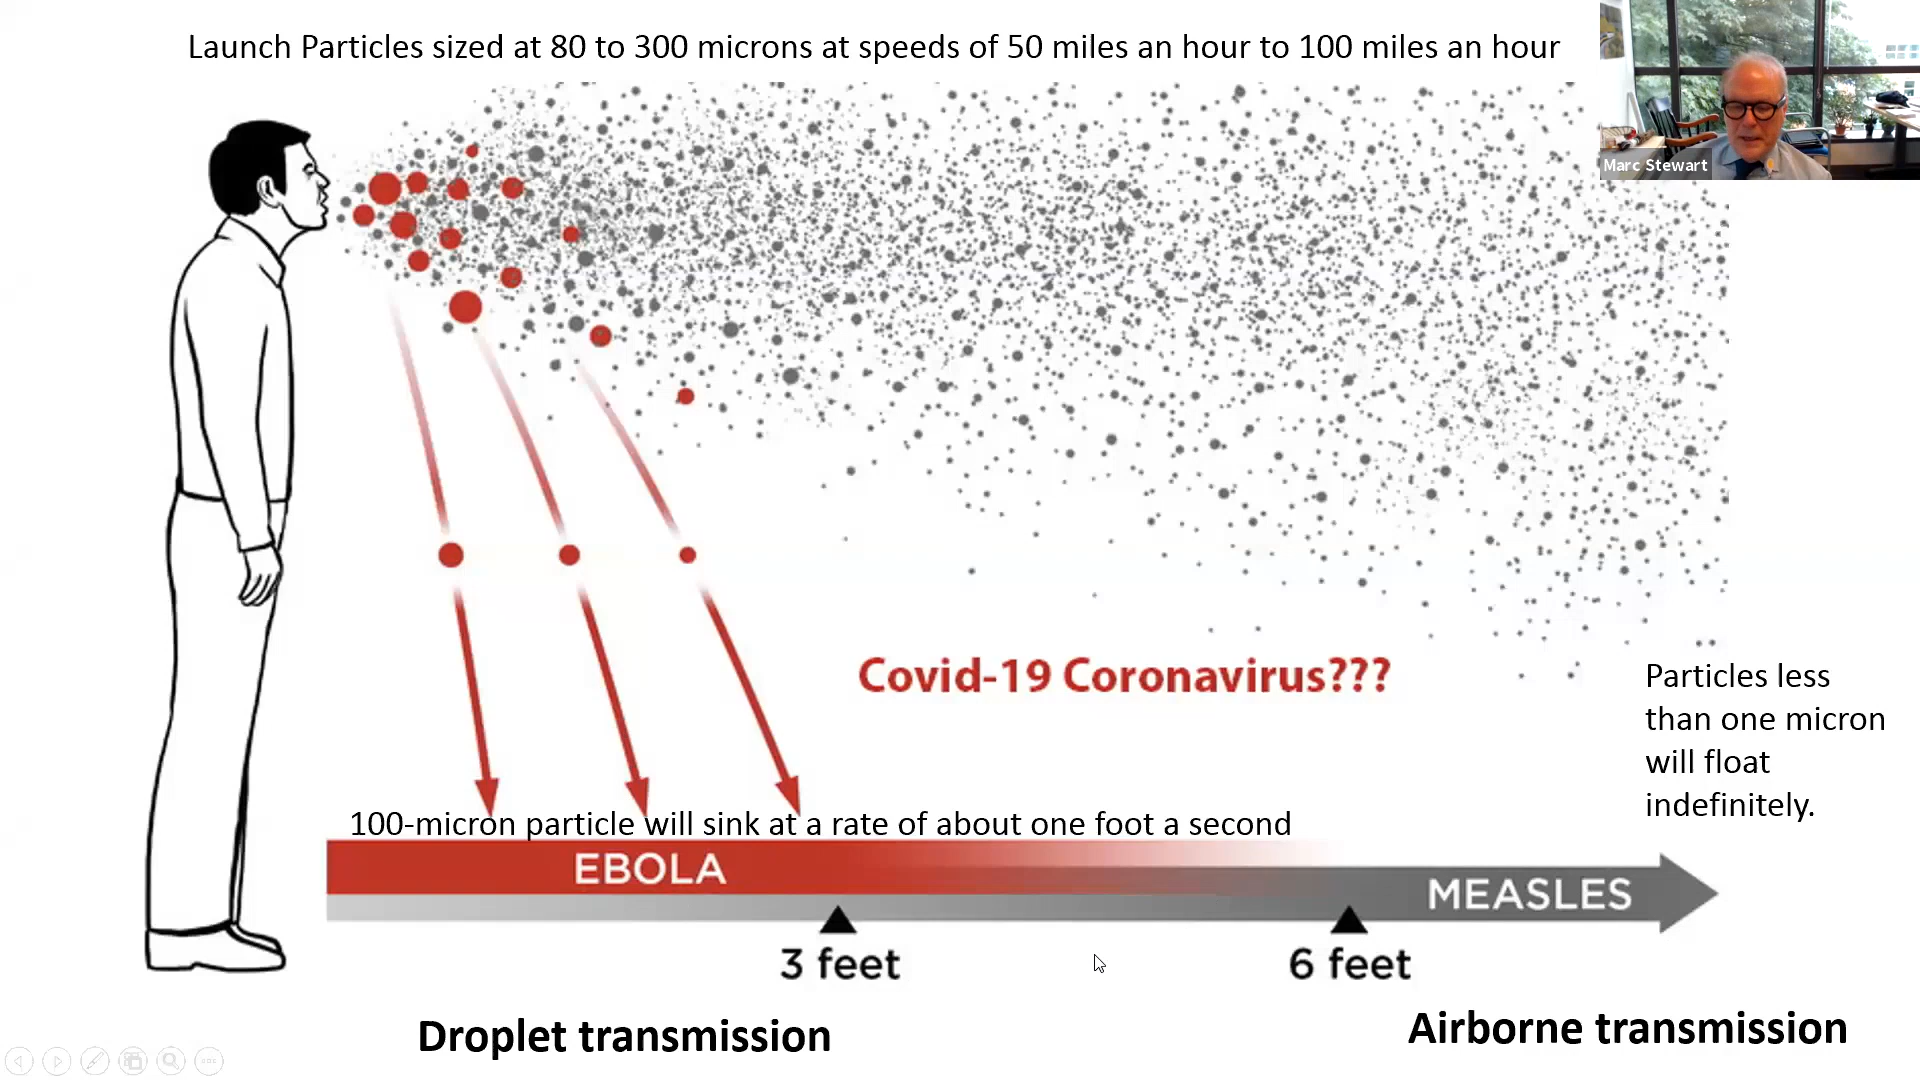 Launch Particles sized at 80 to 300 microns at speeds of 50 miles an hour to 100 miles an hour
Marc Stewart
Covid-19 Coronavirus???
Particles less
than one micron
will float
indefinitely.
100-micron particle will sink at a rate of about one foot a second
EBOLA
MEASLES
3 feet
6 feet
Droplet transmission
Airborne transmission